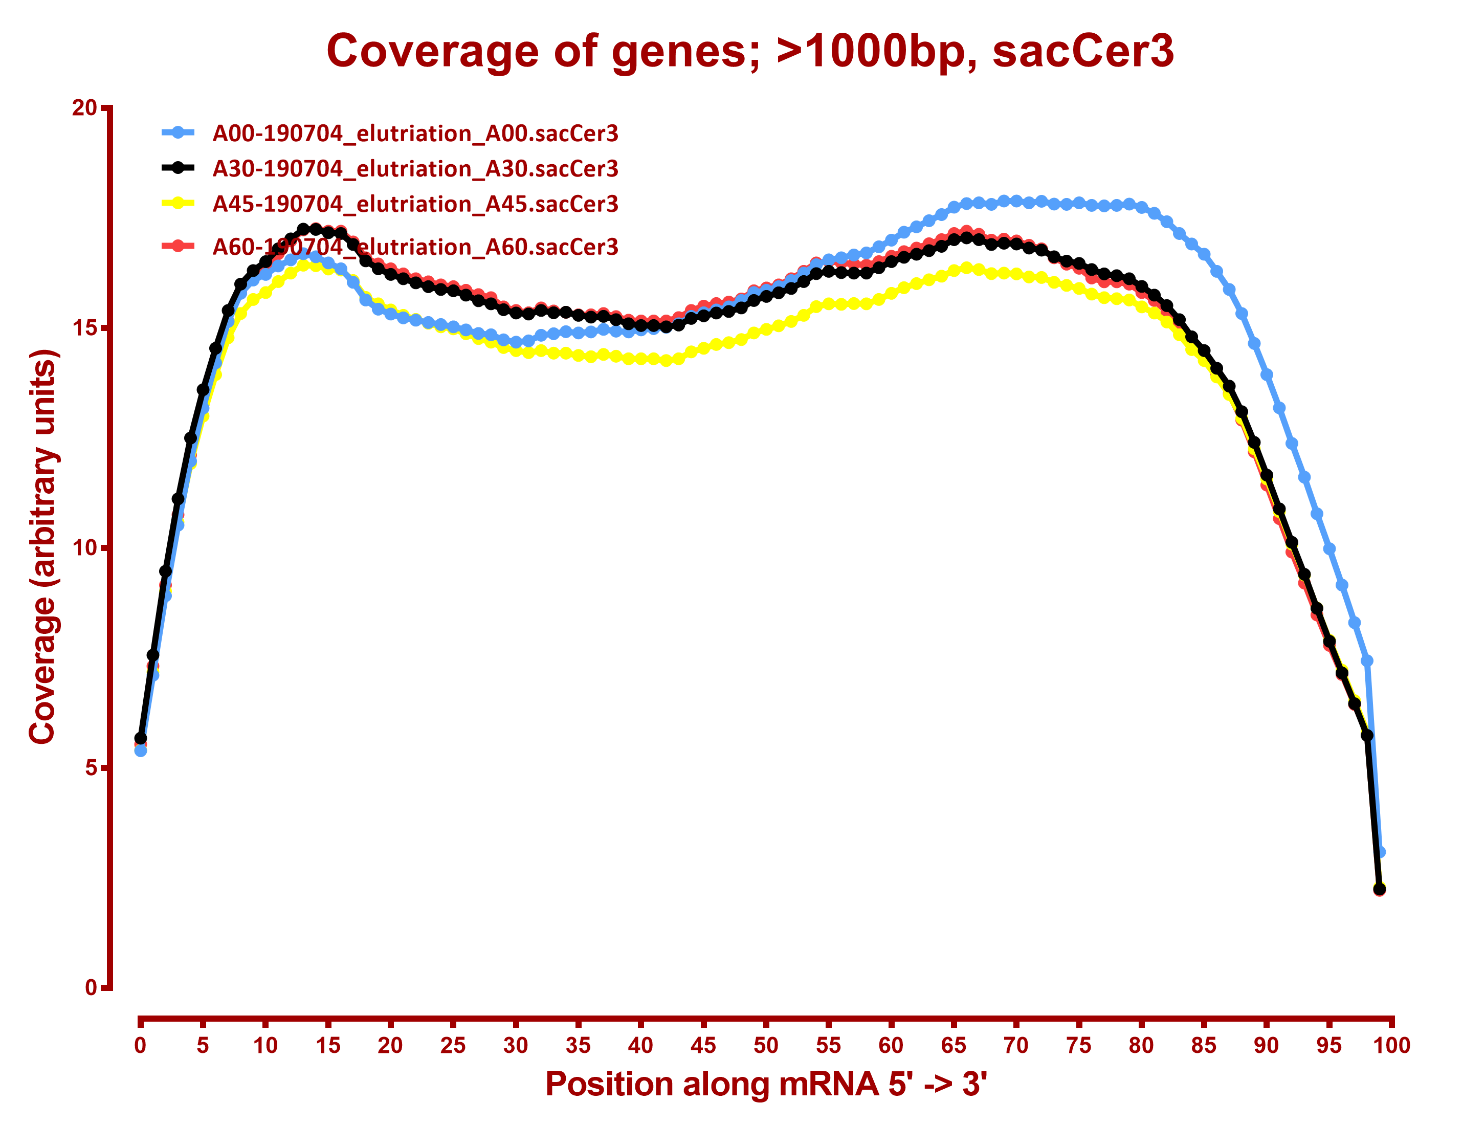 Coverage of genes; >1000bp, sacCer3
20
A00-190704_elutriation_A00.sacCer3
A30-190704_elutriation_A30.sacCer3
A45-190704_elutriation_A45.sacCer3
A60-190704_elutriation_A60.sacCer3
15
Coverage (arbitrary units)
10
5
0
0 5 10 15 20 25 30 35 40 45 50 55 60 65 70 75 80 85 90 95 100
Position along mRNA 5' -> 3'